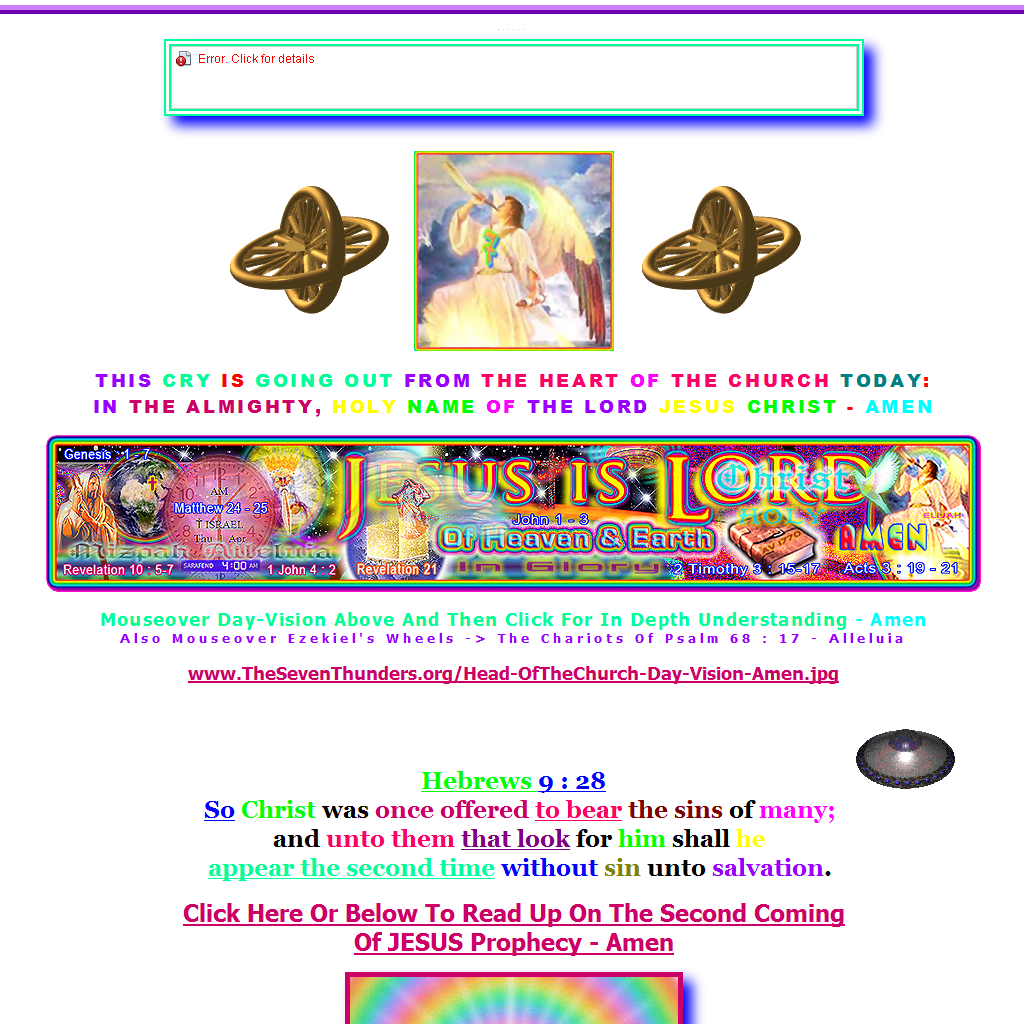 ......
Error. Click for details
THIS CRY IS GOING OUT FROM THE HEART OF THE CHURCH TODAY:
IN THE ALMIGHTY, HOLY NAME OF THE LORD JESUS CHRIST - AMEN
Genesis : 1 - 7
JESUS
JESUS IS LORD
Christ
HOLY
AM
Matthew 24 - 25
T ISRAEL
Thu 1 Apr
Mizpah Alleluia
SARAFENO 4:00 AM
John 1 - 3
Of Heaven & Earth
In Glory
AV 1770
ELIYAH
AMEN
Revelation 10 : 5-7
1 John 4 : 2
Revelation 21
2 Timothy 3 : 15-17
Acts 3 : 19 - 21
Mouseover Day-Vision Above And Then Click For In Depth Understanding - Amen
Also Mouseover Ezekiel's Wheels -> The Chariots Of Psalm 68 : 17 - Alleluia
www.TheSevenThunders.org/Head-OfTheChurch-Day-Vision-Amen.jpg
Hebrews 9 : 28
So Christ was once offered to bear the sins of many;
and unto them that look for him shall he
appear the second time without sin unto salvation.
Click Here Or Below To Read Up On The Second Coming
Of JESUS Prophecy - Amen